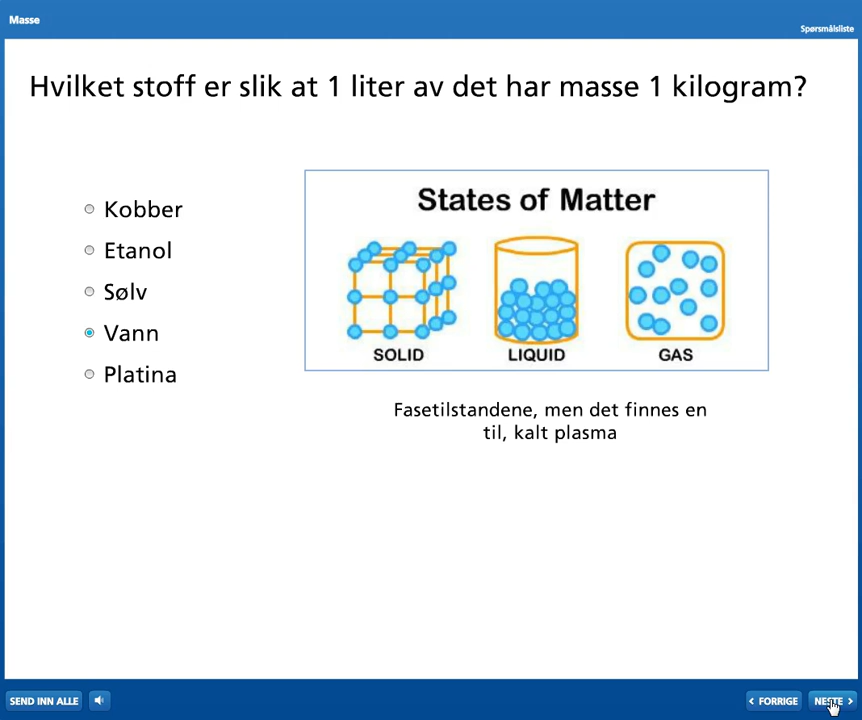 Masse
Spørsmålsliste
Hvilket stoff er slik at 1 liter av det har masse 1 kilogram?
Kobber
Etanol
Sølv
Vann
Platina
States of Matter
SOLID
LIQUID
GAS
Fasetilstandene, men det finnes en
til, kalt plasma
SEND INN ALLE
FORRIGE
NESTE